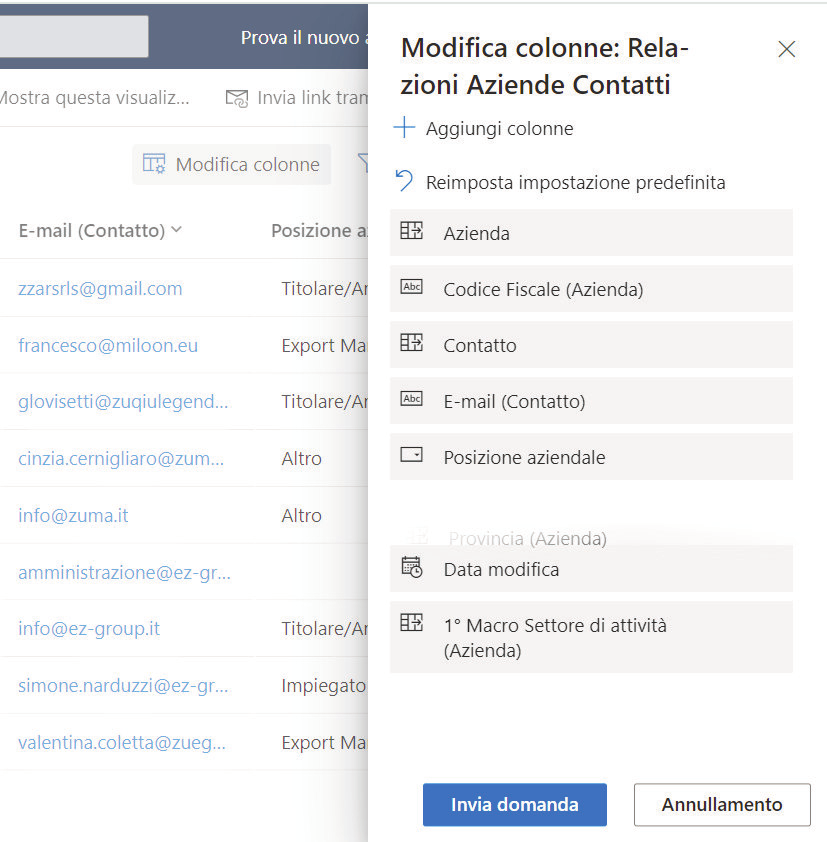 Prova il nuovo a
Mostra questa visualiz...
Invia link tram
Modifica colonne
E-mail (Contatto)
Posizione a
zzarsrls@gmail.com
Titolare/Ar
francesco@miloon.eu
Export Ma
glovisetti@zuqiulegend...
Titolare/Ar
cinzia.cernigliaro@zum...
Altro
info@zuma.it
Altro
amministrazione@ez-gr...
info@ez-group.it
Titolare/Ar
simone.narduzzi@ez-gr...
Impiegato
valentina.coletta@zueg...
Export Ma
Modifica colonne: Rela-
zioni Aziende Contatti
Aggiungi colonne
Reimposta impostazione predefinita
Azienda
Abc Codice Fiscale (Azienda)
Contatto
Abc E-mail (Contatto)
Posizione aziendale
Provincia (Azienda)
Data modifica
1° Macro Settore di attività
(Azienda)
Invia domanda
Annullamento